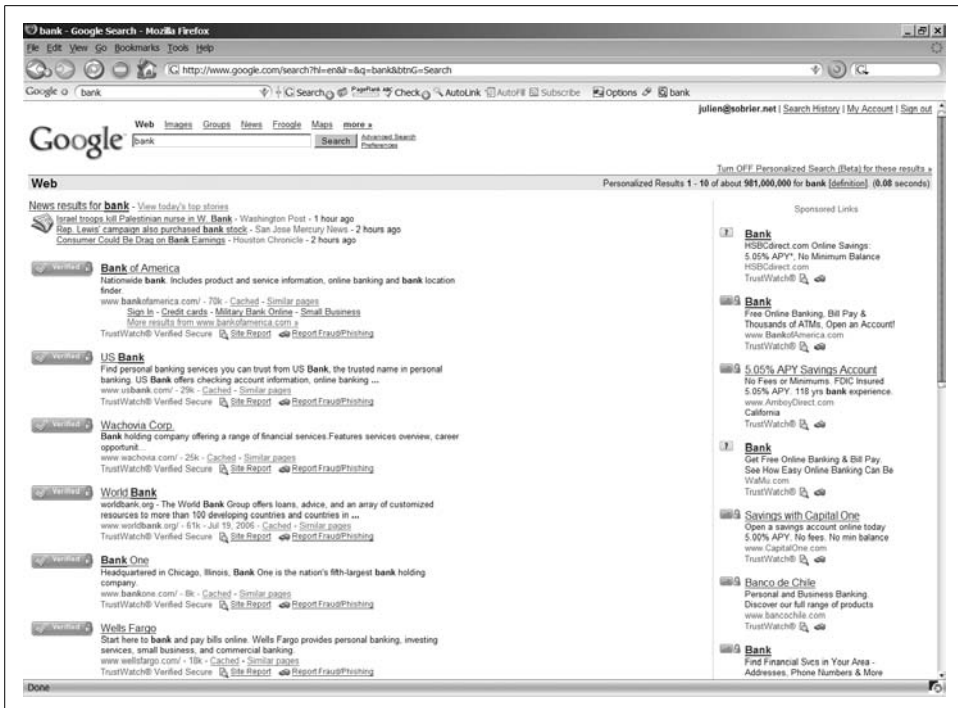 bank - Google Search - Mozilla Firefox
File Edit View Go Bookmarks Tools Help
http://www.google.com/search?hl=en&lr=&q=bank&btnG=Search
Google bank Search PageRank Check AutoLink AutoFill Subscribe Options bank
julien@sobrier.net | Search History | My Account | Sign out
Google
Web Images Groups News Froogle Maps more »
bank Search Advanced Search
Preferences
Turn OFF Personalized Search (Beta) for these results »
Web Personalized Results 1 - 10 of about 981,000,000 for bank [definition]. (0.08 seconds)
News results for bank - View today's top stories
Israel troops kill Palestinian nurse in W. Bank - Washington Post - 1 hour ago
Rep. Lewis' campaign also purchased bank stock - San Jose Mercury News - 2 hours ago
Consumer Could Be Drag on Bank Earnings - Houston Chronicle - 2 hours ago
Verified Bank of America
Nationwide bank. Includes product and service information, online banking and bank location
finder.
www.bankofamerica.com/ - 70k - Cached - Similar pages
Sign In - Credit cards - Military Bank Online - Small Business
More results from www.bankofamerica.com »
TrustWatch® Verified Secure Site Report Report Fraud/Phishing
Verified US Bank
Find personal banking services you can trust from US Bank, the trusted name in personal
banking. US Bank offers checking account information, online banking ...
www.usbank.com/ - 29k - Cached - Similar pages
TrustWatch® Verified Secure Site Report Report Fraud/Phishing
Verified Wachovia Corp.
Bank holding company offering a range of financial services.Features services overview, career
opportunit...
www.wachovia.com/ - 25k - Cached - Similar pages
TrustWatch® Verified Secure Site Report Report Fraud/Phishing
Verified World Bank
worldbank.org - The World Bank Group offers loans, advice, and an array of customized
resources to more than 100 developing countries and countries in ...
www.worldbank.org/ - 61k - Jul 19, 2006 - Cached - Similar pages
TrustWatch® Verified Secure Site Report Report Fraud/Phishing
Verified Bank One
Headquartered in Chicago, Illinois, Bank One is the nation's fifth-largest bank holding
company.
www.bankone.com/ - 8k - Cached - Similar pages
TrustWatch® Verified Secure Site Report Report Fraud/Phishing
Verified Wells Fargo
Start here to bank and pay bills online. Wells Fargo provides personal banking, investing
services, small business, and commercial banking.
www.wellsfargo.com/ - 18k - Cached - Similar pages
TrustWatch® Verified Secure Site Report Report Fraud/Phishing
Sponsored Links
Bank
HSBCdirect.com Online Savings:
5.05% APY*, No Minimum Balance
HSBCdirect.com
TrustWatch®
Bank
Free Online Banking, Bill Pay &
Thousands of ATMs, Open an Account!
www.BankofAmerica.com
TrustWatch®
5.05% APY Savings Account
No Fees or Minimums. FDIC Insured
5.05% APY. 118 yrs bank experience.
www.AmboyDirect.com
California
TrustWatch®
Bank
Get Free Online Banking & Bill Pay.
See How Easy Online Banking Can Be
WaMu.com
TrustWatch®
Savings with Capital One
Open a savings account online today
5.00% APY. No fees. No min balance
www.CapitalOne.com
TrustWatch®
Banco de Chile
Personal and Business Banking.
Discover our full range of products
www.bancochile.com
TrustWatch®
Bank
Find Financial Svcs in Your Area -
Addresses, Phone Numbers & More
Done